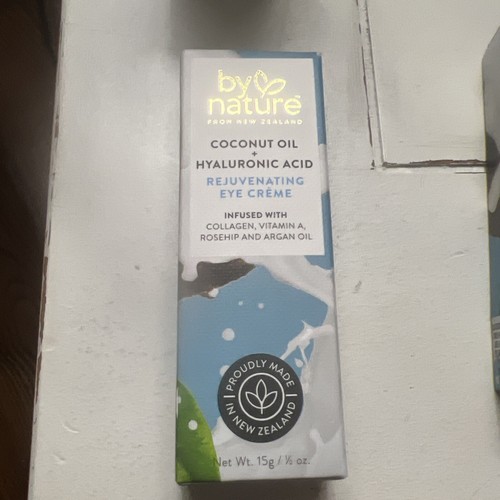 by
nature
FROM NEW ZEALAND
COCONUT OIL
+
HYALURONIC ACID
REJUVENATING
EYE CRÈME
INFUSED WITH
COLLAGEN, VITAMIN A,
ROSEHIP AND ARGAN OIL
PROUDLY MADE
IN NEW ZEALAND
Net Wt. 15g / ½ oz.